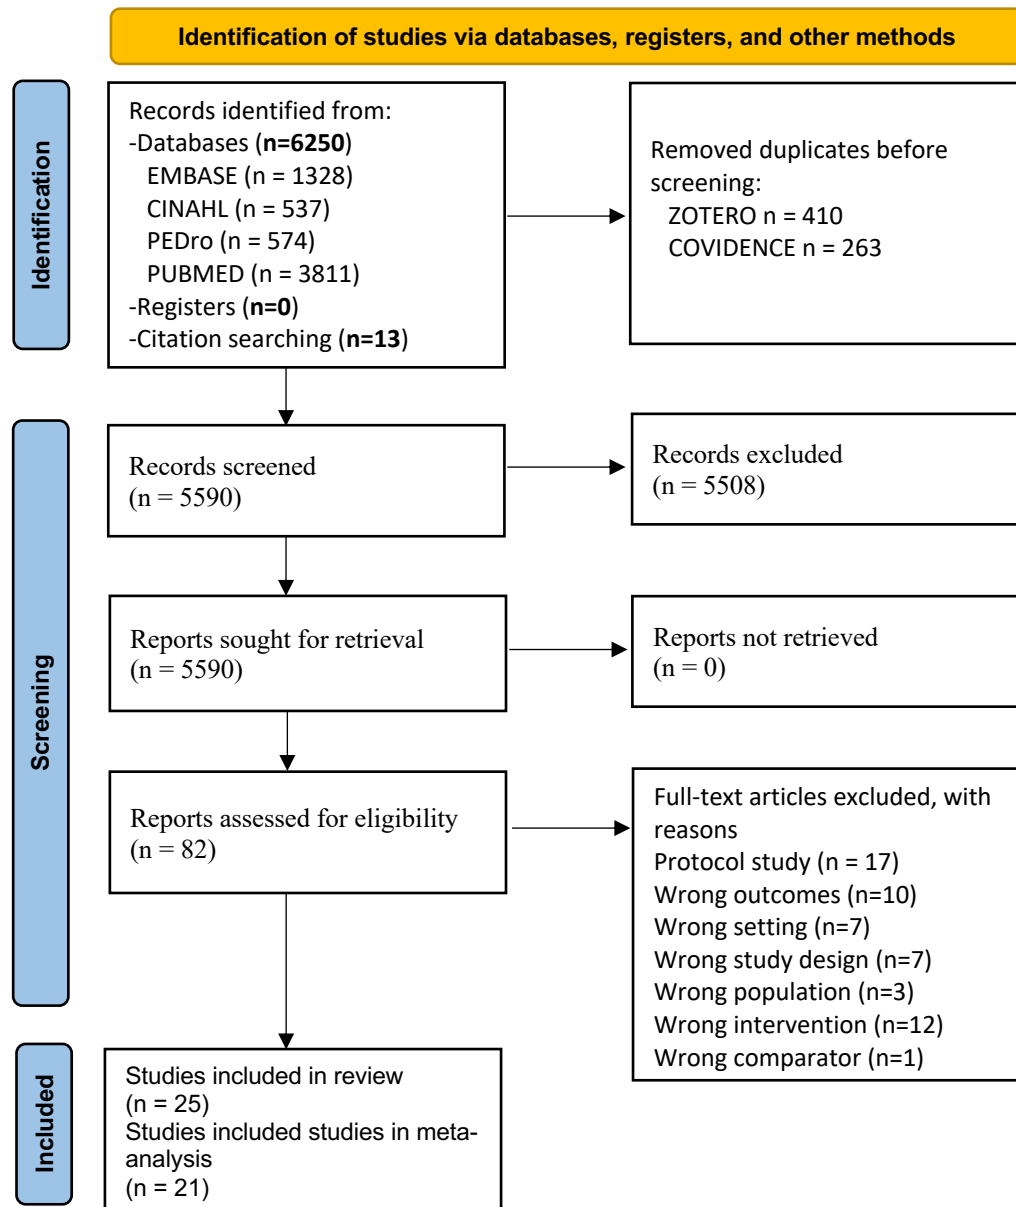 Identification of studies via databases, registers, and other methods
Identification
Records identified from:
-Databases (n=6250)
EMBASE (n = 1328)
CINAHL (n = 537)
PEDro (n = 574)
PUBMED (n = 3811)
-Registers (n=0)
-Citation searching (n=13)
Removed duplicates before
screening:
ZOTERO n = 410
COVIDENCE n = 263
Screening
Records screened
(n = 5590)
Records excluded
(n = 5508)
Reports sought for retrieval
(n = 5590)
Reports not retrieved
(n = 0)
Reports assessed for eligibility
(n = 82)
Full-text articles excluded, with
reasons
Protocol study (n = 17)
Wrong outcomes (n=10)
Wrong setting (n=7)
Wrong study design (n=7)
Wrong population (n=3)
Wrong intervention (n=12)
Wrong comparator (n=1)
Included
Studies included in review
(n = 25)
Studies included studies in meta-
analysis
(n = 21)